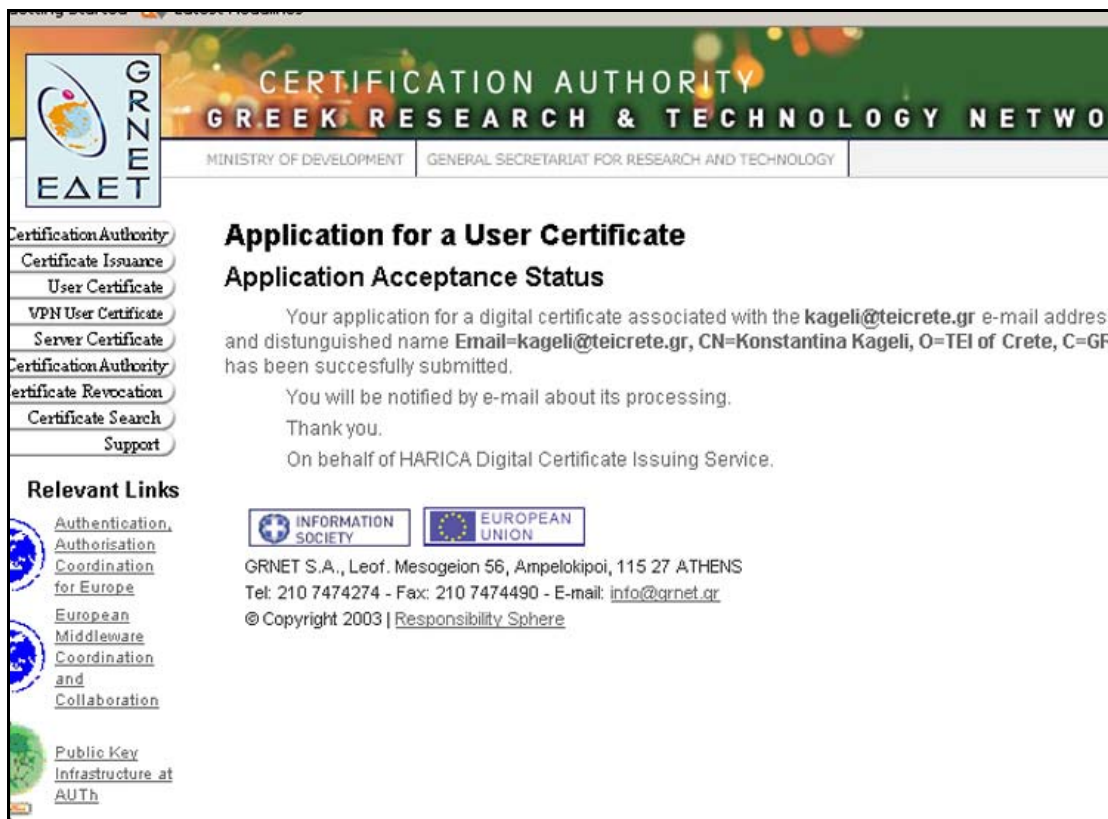 Getting Started Latest Headlines
GRNET
ΕΔΕΤ
CERTIFICATION AUTHORITY
GREEK RESEARCH & TECHNOLOGY NETWO
MINISTRY OF DEVELOPMENT GENERAL SECRETARIAT FOR RESEARCH AND TECHNOLOGY
Certification Authority
Certificate Issuance
User Certificate
VPN User Certificate
Server Certificate
Certification Authority
Certificate Revocation
Certificate Search
Support
Relevant Links
Authentication,
Authorisation
Coordination
for Europe
European
Middleware
Coordination
and
Collaboration
Public Key
Infrastructure at
AUTh
Application for a User Certificate
Application Acceptance Status
Your application for a digital certificate associated with the kageli@teicrete.gr e-mail addres
and distunguished name Email=kageli@teicrete.gr, CN=Konstantina Kageli, O=TEI of Crete, C=GR
has been succesfully submitted.
You will be notified by e-mail about its processing.
Thank you.
On behalf of HARICA Digital Certificate Issuing Service.
INFORMATION
SOCIETY
EUROPEAN
UNION
GRNET S.A., Leof. Mesogeion 56, Ampelokipoi, 115 27 ATHENS
Tel: 210 7474274 - Fax: 210 7474490 - E-mail: info@grnet.gr
© Copyright 2003 | Responsibility Sphere